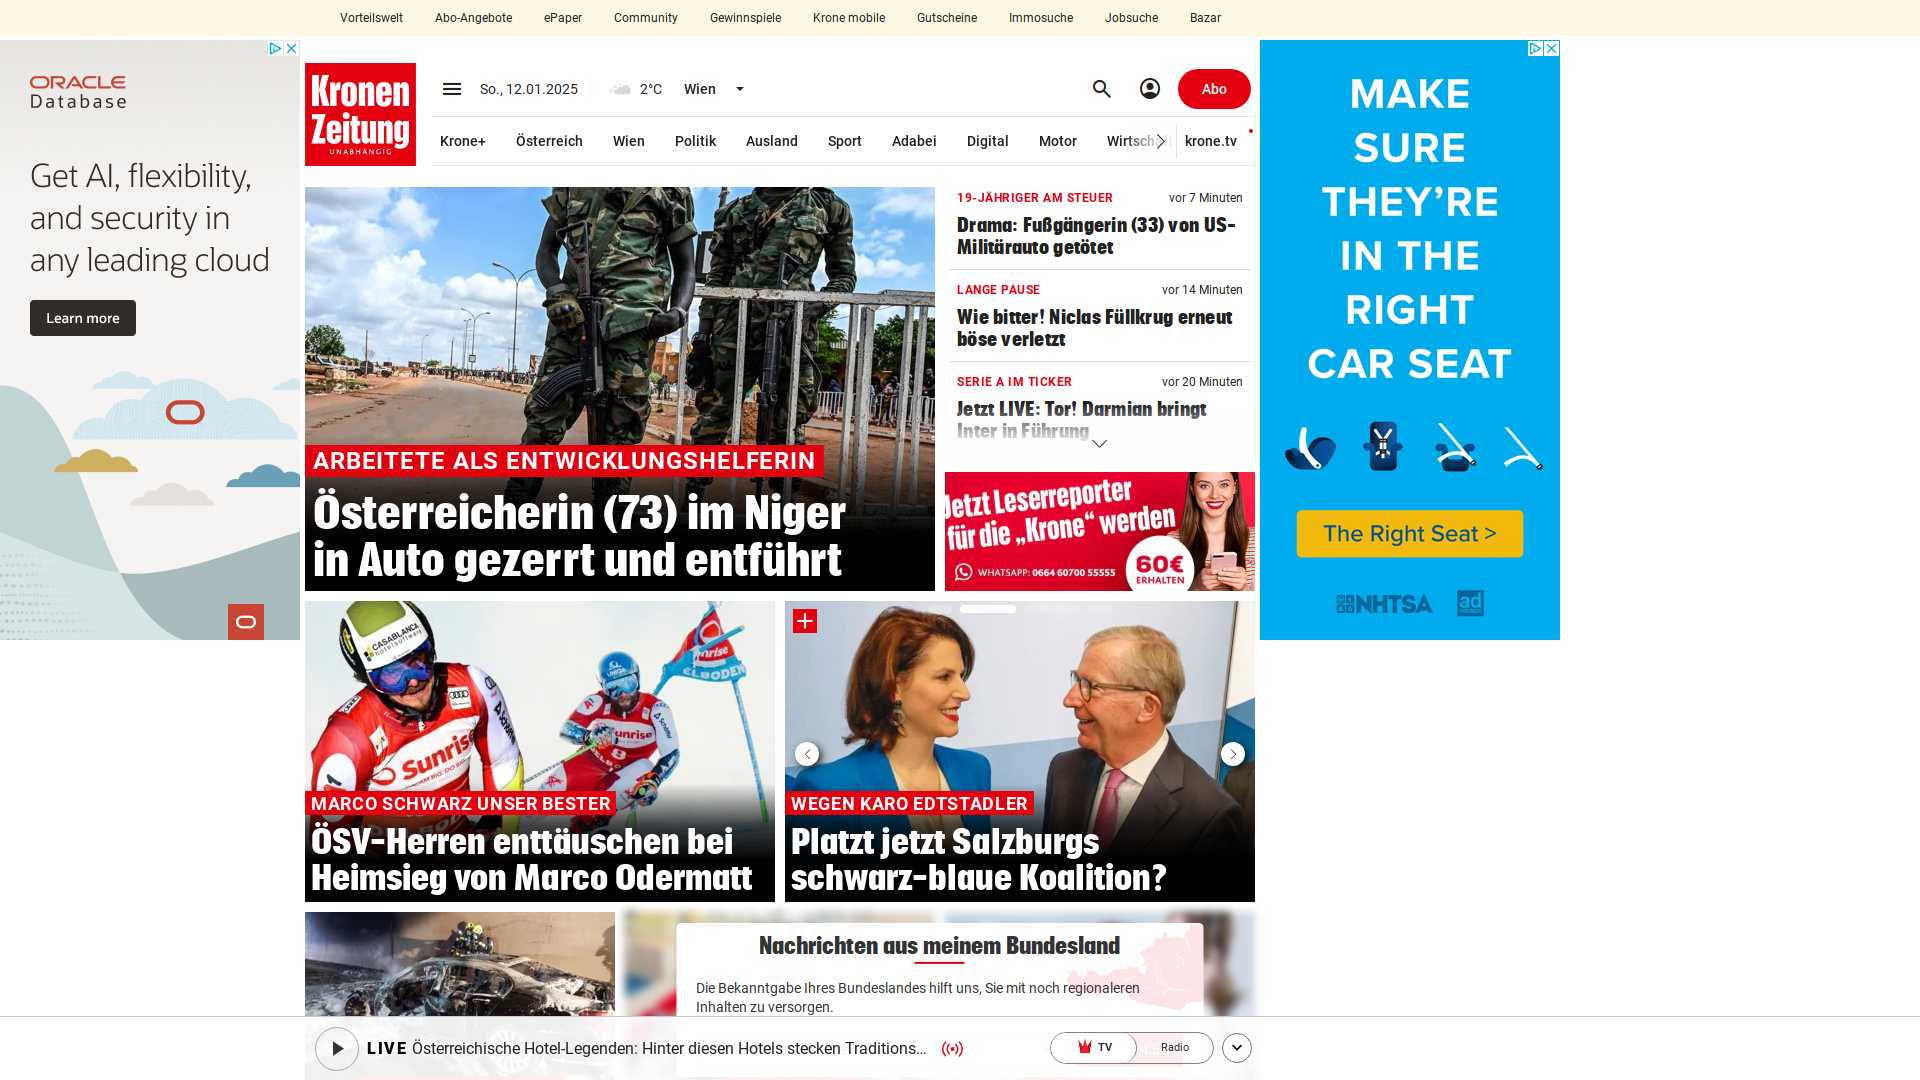 Vorteilswelt Abo-Angebote ePaper Community Gewinnspiele Krone mobile Gutscheine Immosuche Jobsuche Bazar
ORACLE
Database
Get AI, flexibility,
and security in
any leading cloud
Learn more
Kronen
Zeitung
UNABHÄNGIG
So., 12.01.2025 2°C Wien Abo
Krone+ Österreich Wien Politik Ausland Sport Adabei Digital Motor Wirtschaft krone.tv
ARBEITETE ALS ENTWICKLUNGSHELFERIN
Österreicherin (73) im Niger
in Auto gezerrt und entführt
19-JÄHRIGER AM STEUER vor 7 Minuten
Drama: Fußgängerin (33) von US-
Militärauto getötet
LANGE PAUSE vor 14 Minuten
Wie bitter! Niclas Füllkrug erneut
böse verletzt
SERIE A IM TICKER vor 20 Minuten
Jetzt LIVE: Tor! Darmian bringt
Inter in Führung
Jetzt Leserreporter
für die „Krone“ werden
WHATSAPP: 0664 60700 55555
60€
ERHALTEN
MAKE
SURE
THEY’RE
IN THE
RIGHT
CAR SEAT
The Right Seat >
NHTSA
ad
CASABLANCA
hotelsoftware
Sunrise
sunrise
ELBODEN
sunrise
8
MARCO SCHWARZ UNSER BESTER
ÖSV-Herren enttäuschen bei
Heimsieg von Marco Odermatt
WEGEN KARO EDTSTADLER
Platzt jetzt Salzburgs
schwarz-blaue Koalition?
Nachrichten aus meinem Bundesland
Die Bekanntgabe Ihres Bundeslandes hilft uns, Sie mit noch regionaleren
Inhalten zu versorgen.
LIVE Österreichische Hotel-Legenden: Hinter diesen Hotels stecken Traditions...
TV Radio